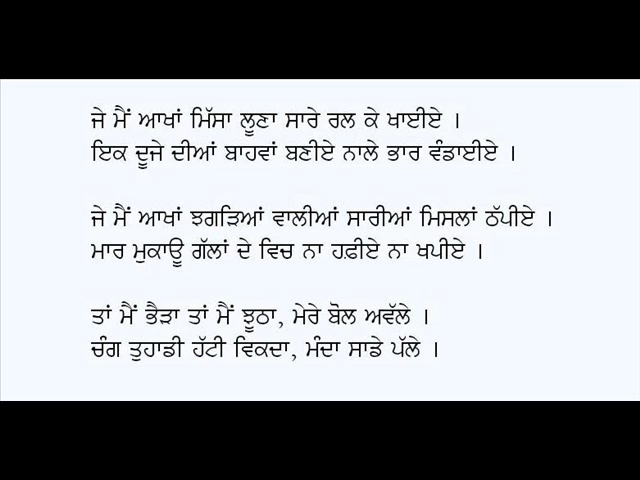 ਜੇ ਮੈਂ ਆਖਾਂ ਮਿੱਸਾ ਲੂਣਾ ਸਾਰੇ ਰਲ ਕੇ ਖਾਈਏ ।
ਇਕ ਦੂਜੇ ਦੀਆਂ ਬਾਹਵਾਂ ਬਣੀਏ ਨਾਲੇ ਭਾਰ ਵੰਡਾਈਏ ।
ਜੇ ਮੈਂ ਆਖਾਂ ਝਗੜਿਆਂ ਵਾਲੀਆਂ ਸਾਰੀਆਂ ਮਿਸਲਾਂ ਠੱਪੀਏ ।
ਮਾਰ ਮੁਕਾਊ ਗੱਲਾਂ ਦੇ ਵਿਚ ਨਾ ਹਫ਼ੀਏ ਨਾ ਖਪੀਏ ।
ਤਾਂ ਮੈਂ ਭੈੜਾ ਤਾਂ ਮੈਂ ਝੂਠਾ, ਮੇਰੇ ਬੋਲ ਅਵੱਲੇ ।
ਚੰਗ ਤੁਹਾਡੀ ਹੱਟੀ ਵਿਕਦਾ, ਮੰਦਾ ਸਾਡੇ ਪੱਲੇ ।